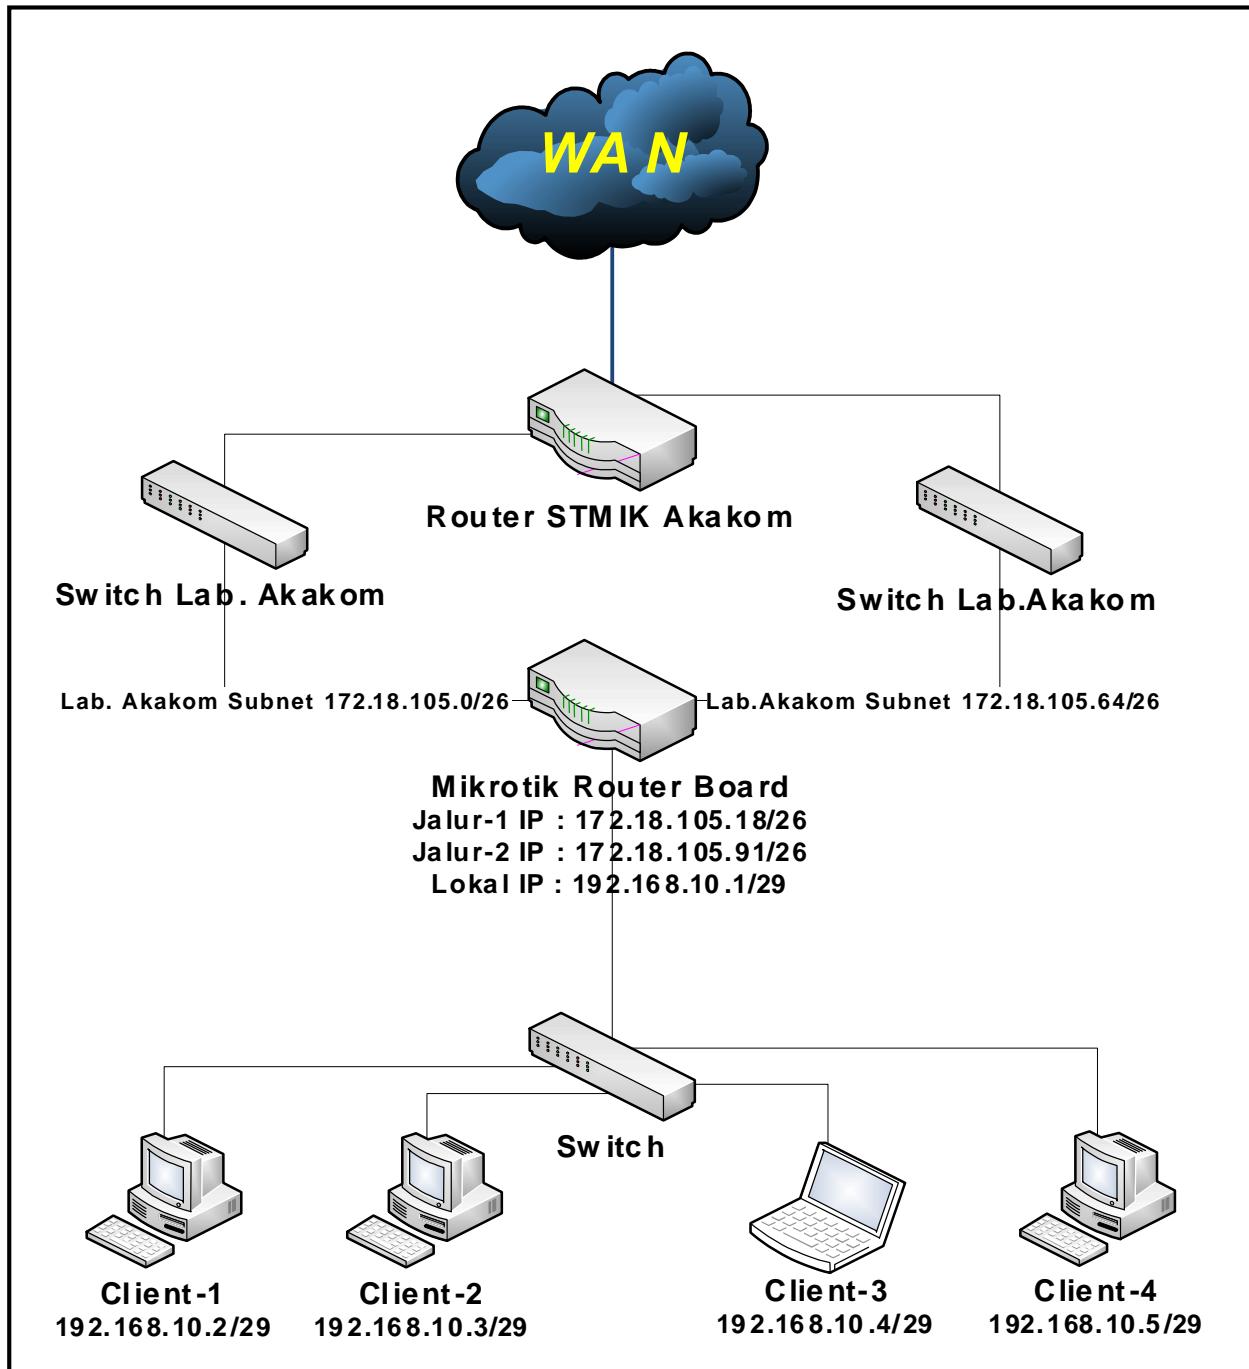 WAN
Router STMIK Akakom
Switch Lab. Akakom
Switch Lab.Akakom
Lab. Akakom Subnet 172.18.105.0/26
Lab.Akakom Subnet 172.18.105.64/26
Mikrotik Router Board
Jalur-1 IP : 172.18.105.18/26
Jalur-2 IP : 172.18.105.91/26
Lokal IP : 192.168.10.1/29
Switch
Client-1
192.168.10.2/29
Client-2
192.168.10.3/29
Client-3
192.168.10.4/29
Client-4
192.168.10.5/29